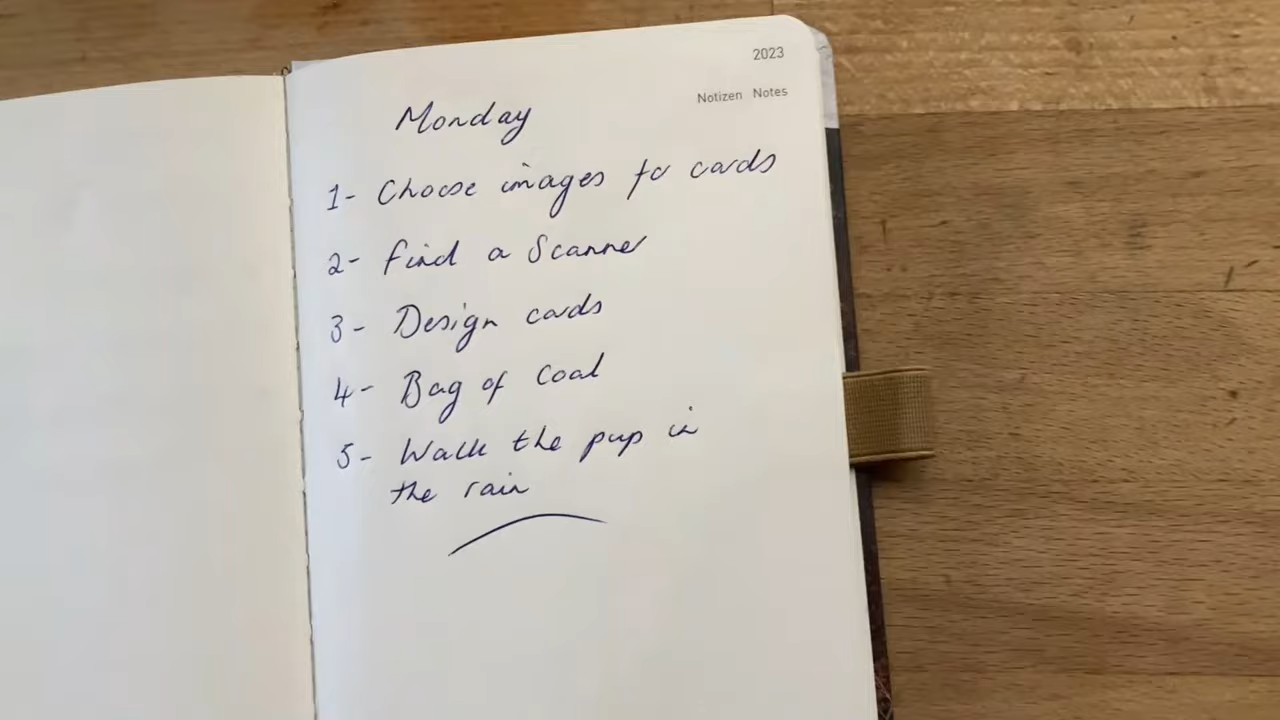 2023
Notizen Notes
Monday
1- Choose images for cards
2- Find a Scanner
3- Design cards
4- Bag of coal
5- Walk the pup in
the rain